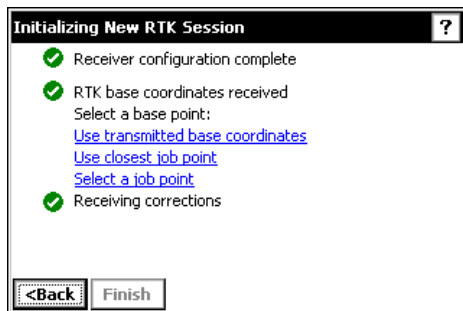 Initializing New RTK Session ?
Receiver configuration complete
RTK base coordinates received
Select a base point:
Use transmitted base coordinates
Use closest job point
Select a job point
Receiving corrections
<Back Finish